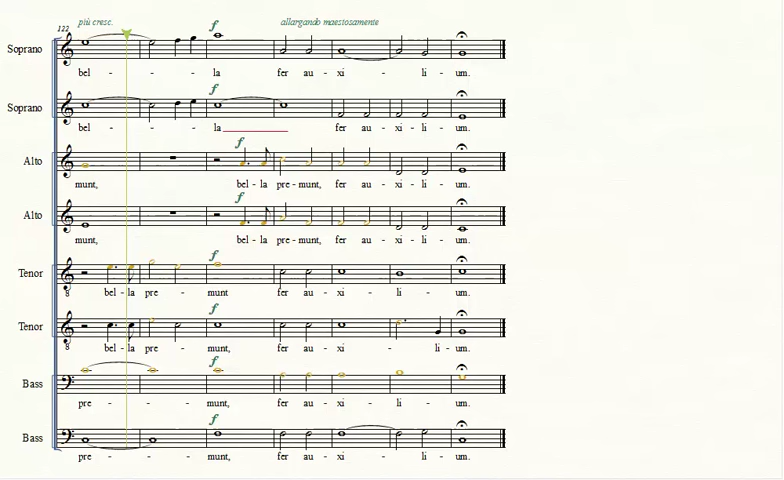 più cresc. f allargando maestosamente
122
Soprano
bel - - - la fer au - xi - li - um.
f
Soprano
bel - - - la fer au - xi - li - um.
f
Alto
munt, bel - la pre - munt, fer au - xi - li - um.
f
Alto
munt, bel - la pre - munt, fer au - xi - li - um.
f
Tenor
8 bel - la pre - munt fer au - xi - li - um.
f
Tenor
8 bel - la pre - munt, fer au - xi - li - um.
f
Bass
pre - - munt, fer au - xi - li - um.
f
Bass
pre - - - munt, fer au - xi - li - um.